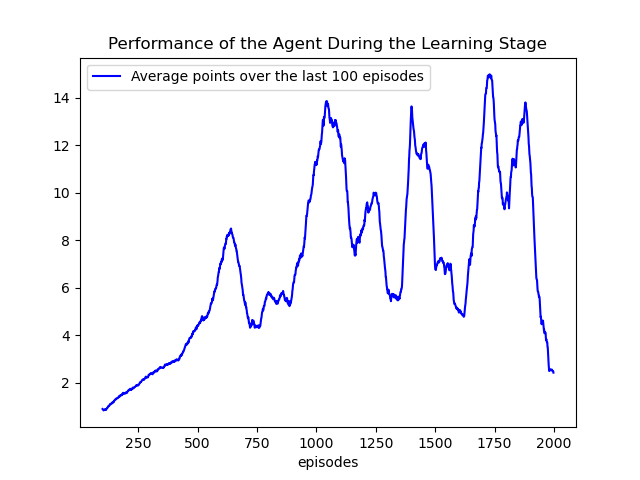 Performance of the Agent During the Learning Stage
Average points over the last 100 episodes
14
12
10
8
6
4
2
250 500 750 1000 1250 1500 1750 2000
episodes